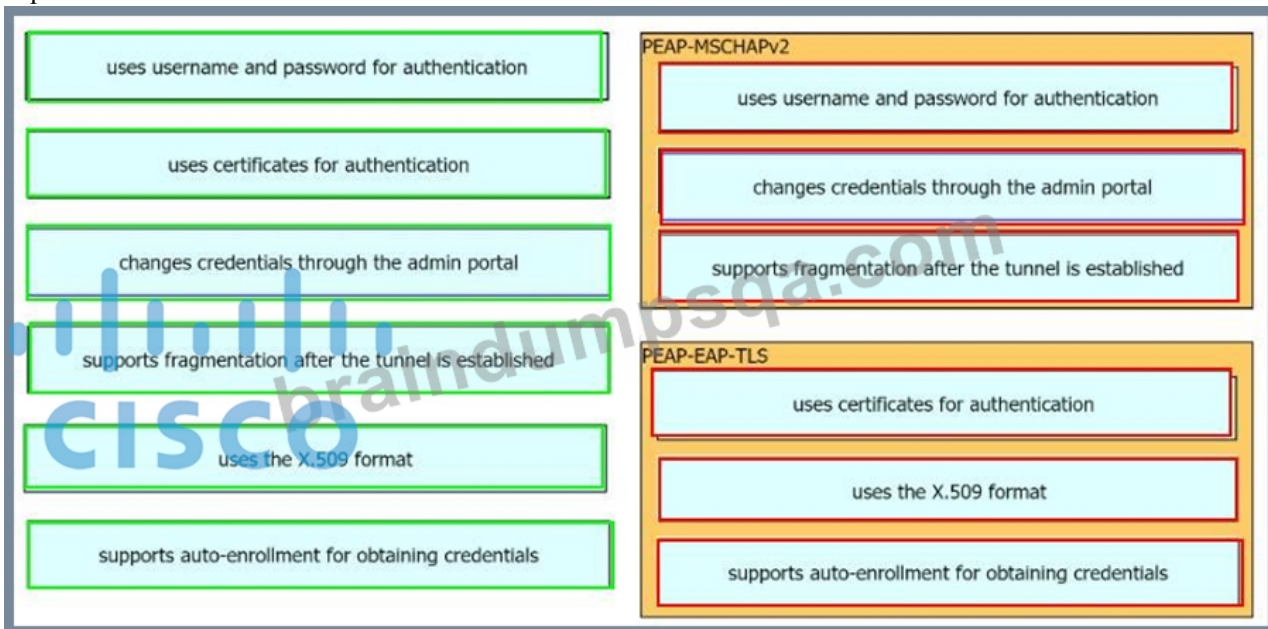 uses username and password for authentication
uses certificates for authentication
changes credentials through the admin portal
supports fragmentation after the tunnel is established
uses the X.509 format
supports auto-enrollment for obtaining credentials
PEAP-MSCHAPv2
uses username and password for authentication
changes credentials through the admin portal
supports fragmentation after the tunnel is established
PEAP-EAP-TLS
uses certificates for authentication
uses the X.509 format
supports auto-enrollment for obtaining credentials
CISCO
braindumpsqa.com